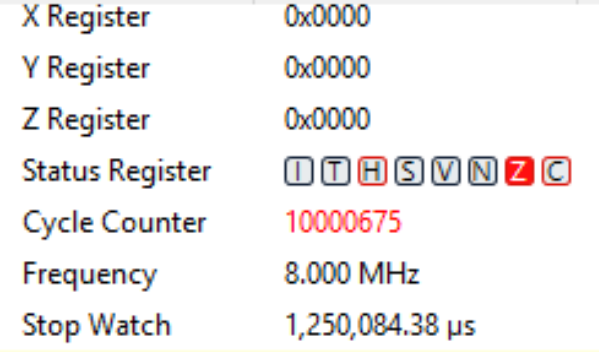 X Register 0x0000
Y Register 0x0000
Z Register 0x0000
Status Register I T H S V N Z C
Cycle Counter 10000675
Frequency 8.000 MHz
Stop Watch 1,250,084.38 µs